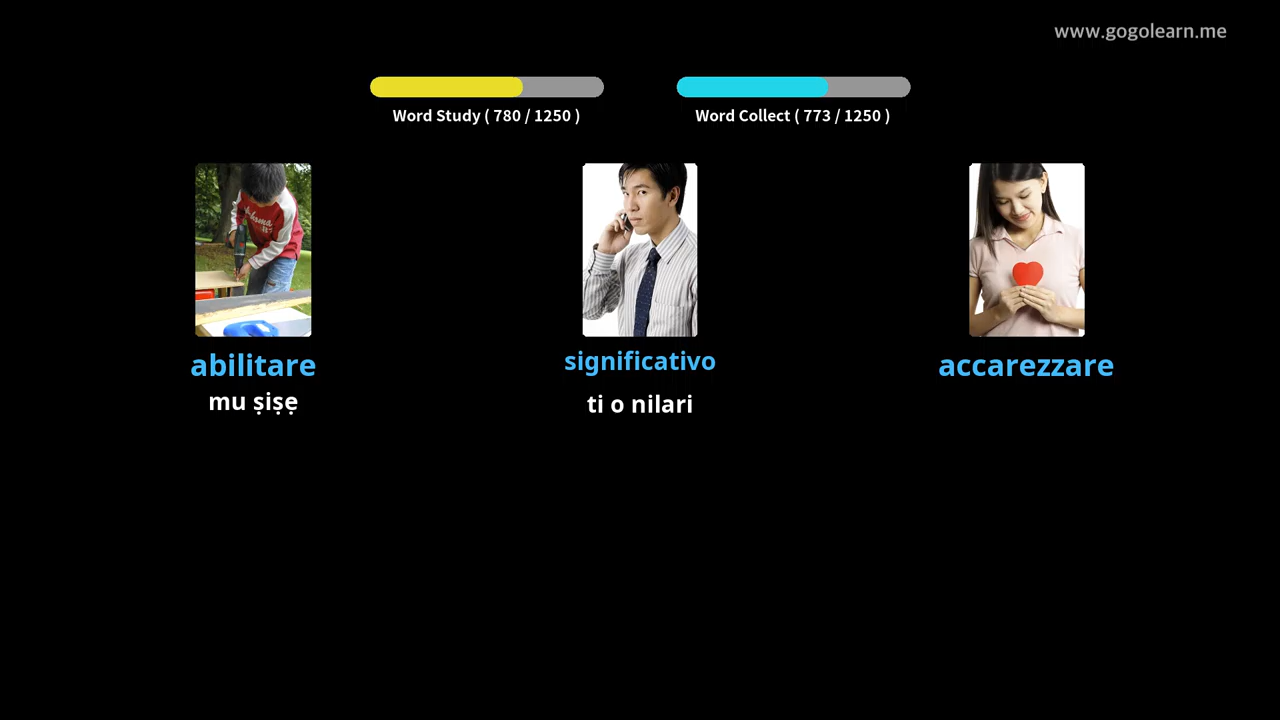 www.gogolearn.me
Word Study ( 780 / 1250 )
Word Collect ( 773 / 1250 )
abilitare
mu ṣiṣẹ
significativo
ti o nilari
accarezzare